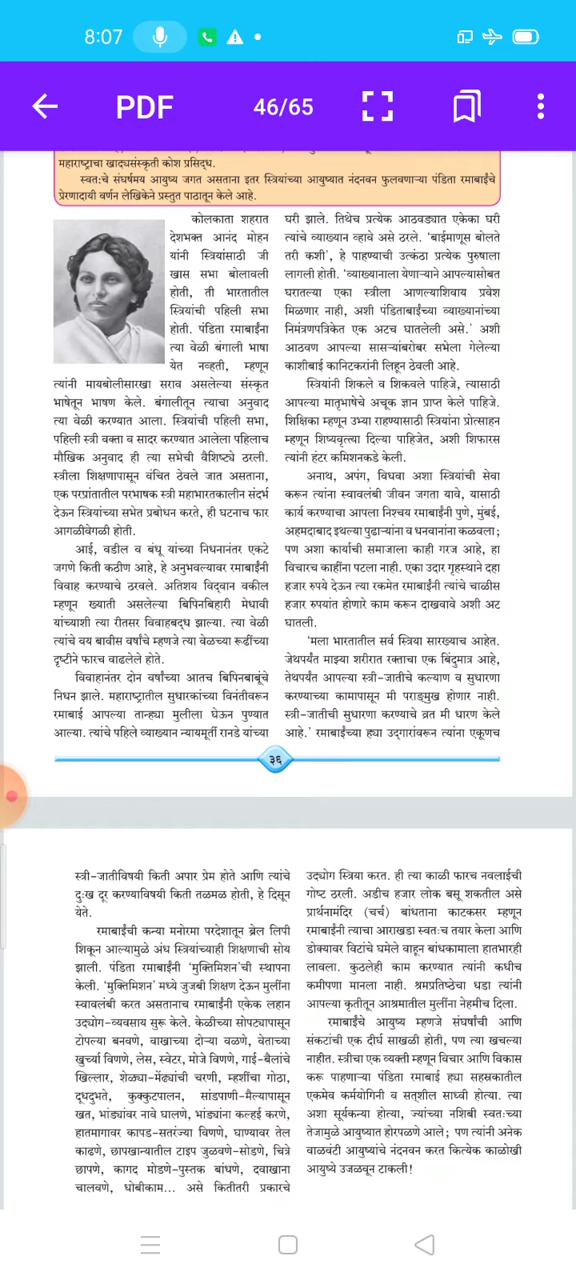 8:07
PDF
46/65
महाराष्ट्राचा खाद्यसंस्कृती कोश प्रसिद्ध.
स्वत:चे संघर्षमय आयुष्य जगत असताना इतर स्त्रियांच्या आयुष्यात नंदनवन फुलवणाऱ्या पंडिता रमाबाईंचे
प्रेरणादायी वर्णन लेखिकेने प्रस्तुत पाठातून केले आहे.
कोलकाता शहरात
देशभक्त आनंद मोहन
यांनी स्त्रियांसाठी जी
खास सभा बोलावली
होती, ती भारतातील
स्त्रियांची पहिली सभा
होती. पंडिता रमाबाईंना
त्या वेळी बंगाली भाषा
येत नव्हती, म्हणून
त्यांनी मायबोलीसारखा सराव असलेल्या संस्कृत
भाषेतून भाषण केले. बंगालीतून त्याचा अनुवाद
त्या वेळी करण्यात आला. स्त्रियांची पहिली सभा,
पहिली स्त्री वक्ता व सादर करण्यात आलेला पहिलाच
मौखिक अनुवाद ही त्या सभेची वैशिष्ट्ये ठरली.
स्त्रीला शिक्षणापासून वंचित ठेवले जात असताना,
एक परप्रांतातील परभाषक स्त्री महाभारतकालीन संदर्भ
देऊन स्त्रियांच्या सभेत प्रबोधन करते, ही घटनाच फार
आगळीवेगळी होती.
आई, वडील व बंधू यांच्या निधनानंतर एकटे
जगणे किती कठीण आहे, हे अनुभवल्यावर रमाबाईंनी
विवाह करण्याचे ठरवले. अतिशय विद्वान वकील
म्हणून ख्याती असलेल्या बिपिनबिहारी मेधावी
यांच्याशी त्या रीतसर विवाहबद्ध झाल्या. त्या वेळी
त्यांचे वय बावीस वर्षांचे म्हणजे त्या वेळच्या रूढींच्या
दृष्टीने फारच वाढलेले होते.
विवाहानंतर दोन वर्षांच्या आतच बिपिनबाबूंचे
निधन झाले. महाराष्ट्रातील सुधारकांच्या विनंतीवरून
रमाबाई आपल्या तान्ह्या मुलीला घेऊन पुण्यात
आल्या. त्यांचे पहिले व्याख्यान न्यायमूर्ती रानडे यांच्या
घरी झाले. तिथेच प्रत्येक आठवड्यात एकेका घरी
त्यांचे व्याख्यान व्हावे असे ठरले. ‘बाईमाणूस बोलते
तरी कशी’, हे पाहण्याची उत्कंठा प्रत्येक पुरुषाला
लागली होती. ‘व्याख्यानाला येणाऱ्याने आपल्यासोबत
घरातल्या एका स्त्रीला आणल्याशिवाय प्रवेश
मिळणार नाही, अशी पंडिताबाईंच्या व्याख्यानांच्या
निमंत्रणपत्रिकेत एक अटच घातलेली असे.’ अशी
आठवण आपल्या सासऱ्यांबरोबर सभेला गेलेल्या
काशीबाई कानिटकरांनी लिहून ठेवली आहे.
स्त्रियांनी शिकले व शिकवले पाहिजे, त्यासाठी
आपल्या मातृभाषेचे अचूक ज्ञान प्राप्त केले पाहिजे.
शिक्षिका म्हणून उभ्या राहण्यासाठी स्त्रियांना प्रोत्साहन
म्हणून शिष्यवृत्त्या दिल्या पाहिजेत, अशी शिफारस
त्यांनी हंटर कमिशनकडे केली.
अनाथ, अपंग, विधवा अशा स्त्रियांची सेवा
करून त्यांना स्वावलंबी जीवन जगता यावे, यासाठी
कार्य करण्याचा आपला निश्चय रमाबाईंनी पुणे, मुंबई,
अहमदाबाद इथल्या पुढाऱ्यांना व धनवानांना कळवला;
पण अशा कार्याची समाजाला काही गरज आहे, हा
विचारच काहींना पटला नाही. एका उदार गृहस्थाने दहा
हजार रुपये देऊन त्या रकमेत रमाबाईंनी त्यांचे चाळीस
हजार रुपयांत होणारे काम करून दाखवावे अशी अट
घातली.
‘मला भारतातील सर्व स्त्रिया सारख्याच आहेत.
जेथपर्यंत माझ्या शरीरात रक्ताचा एक बिंदुमात्र आहे,
तेथपर्यंत आपल्या स्त्री-जातीचे कल्याण व सुधारणा
करण्याच्या कामापासून मी पराङ्मुख होणार नाही.
स्त्री-जातीची सुधारणा करण्याचे व्रत मी धारण केले
आहे.’ रमाबाईंच्या ह्या उद्गारांवरून त्यांना एकूणच
३६
स्त्री-जातीविषयी किती अपार प्रेम होते आणि त्यांचे
दु:ख दूर करण्याविषयी किती तळमळ होती, हे दिसून
येते.
रमाबाईंची कन्या मनोरमा परदेशातून ब्रेल लिपी
शिकून आल्यामुळे अंध स्त्रियांच्याही शिक्षणाची सोय
झाली. पंडिता रमाबाईंनी ‘मुक्तिमिशन’ची स्थापना
केली. ‘मुक्तिमिशन’ मध्ये जुजबी शिक्षण देऊन मुलींना
स्वावलंबी करत असतानाच रमाबाईंनी एकेक लहान
उद्योग-व्यवसाय सुरू केले. केळीच्या सोपट्यापासून
टोपल्या बनवणे, वाखाच्या दोऱ्या वळणे, वेताच्या
खुर्च्या विणणे, लेस, स्वेटर, मोजे विणणे, गाई-बैलांचे
खिल्लार, शेळ्या-मेंढ्यांची चरणी, म्हशींचा गोठा,
दूधदुभते, कुक्कुटपालन, सांडपाणी-मैल्यापासून
खत, भांड्यांवर नावे घालणे, भांड्यांना कल्हई करणे,
हातमागावर कापड-सतरंज्या विणणे, घाण्यावर तेल
काढणे, छापखान्यातील टाइप जुळवणे-सोडणे, चित्रे
छापणे, कागद मोडणे-पुस्तक बांधणे, दवाखाना
चालवणे, धोबीकाम... असे कितीतरी प्रकारचे
उद्योग स्त्रिया करत. ही त्या काळी फारच नवलाईची
गोष्ट ठरली. अडीच हजार लोक बसू शकतील असे
प्रार्थनामंदिर (चर्च) बांधताना काटकसर म्हणून
रमाबाईंनी त्याचा आराखडा स्वत:च तयार केला आणि
डोक्यावर विटांचे घमेले वाहून बांधकामाला हातभारही
लावला. कुठलेही काम करण्यात त्यांनी कधीच
कमीपणा मानला नाही. श्रमप्रतिष्ठेचा धडा त्यांनी
आपल्या कृतीतून आश्रमातील मुलींना नेहमीच दिला.
रमाबाईंचे आयुष्य म्हणजे संघर्षांची आणि
संकटांची एक दीर्घ साखळी होती, पण त्या खचल्या
नाहीत. स्त्रीचा एक व्यक्ती म्हणून विचार आणि विकास
करू पाहणाऱ्या पंडिता रमाबाई ह्या सहस्रकातील
एकमेव कर्मयोगिनी व सत्शील साध्वी होत्या. त्या
अशा सूर्यकन्या होत्या, ज्यांच्या नशिबी स्वत:च्या
तेजामुळे आयुष्यात होरपळणे आले; पण त्यांनी अनेक
वाळवंटी आयुष्यांचे नंदनवन करत कित्येक काळोखी
आयुष्ये उजळवून टाकली!